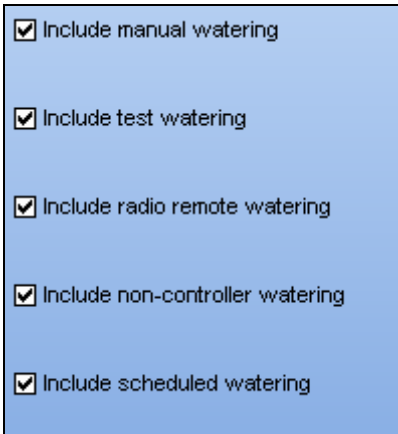 Include manual watering
Include test watering
Include radio remote watering
Include non-controller watering
Include scheduled watering